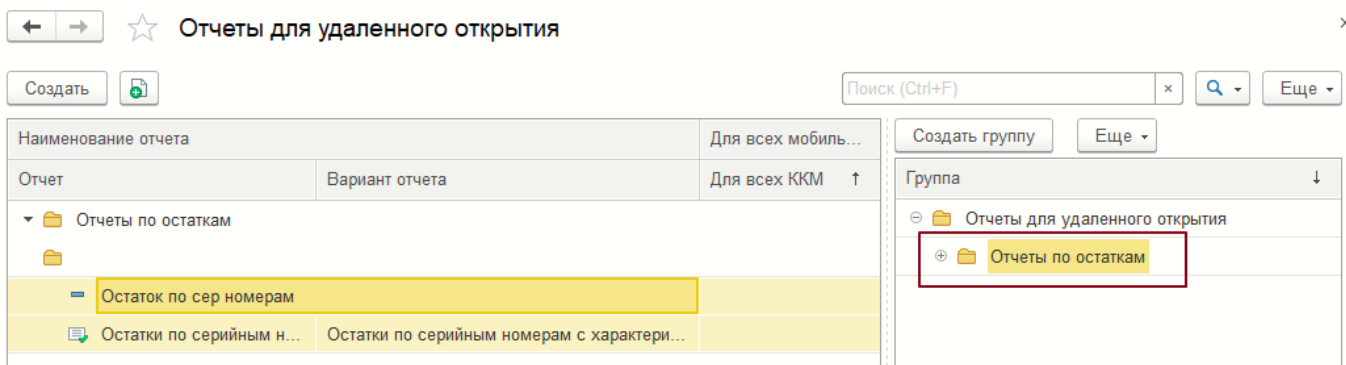 Отчеты для удаленного открытия
Создать
Поиск (Ctrl+F)
Еще
Наименование отчета
Для всех мобиль...
Отчет
Вариант отчета
Для всех ККМ
Отчеты по остаткам
Остаток по сер номерам
Остатки по серийным н...
Остатки по серийным номерам с характери...
Создать группу
Еще
Группа
Отчеты для удаленного открытия
Отчеты по остаткам